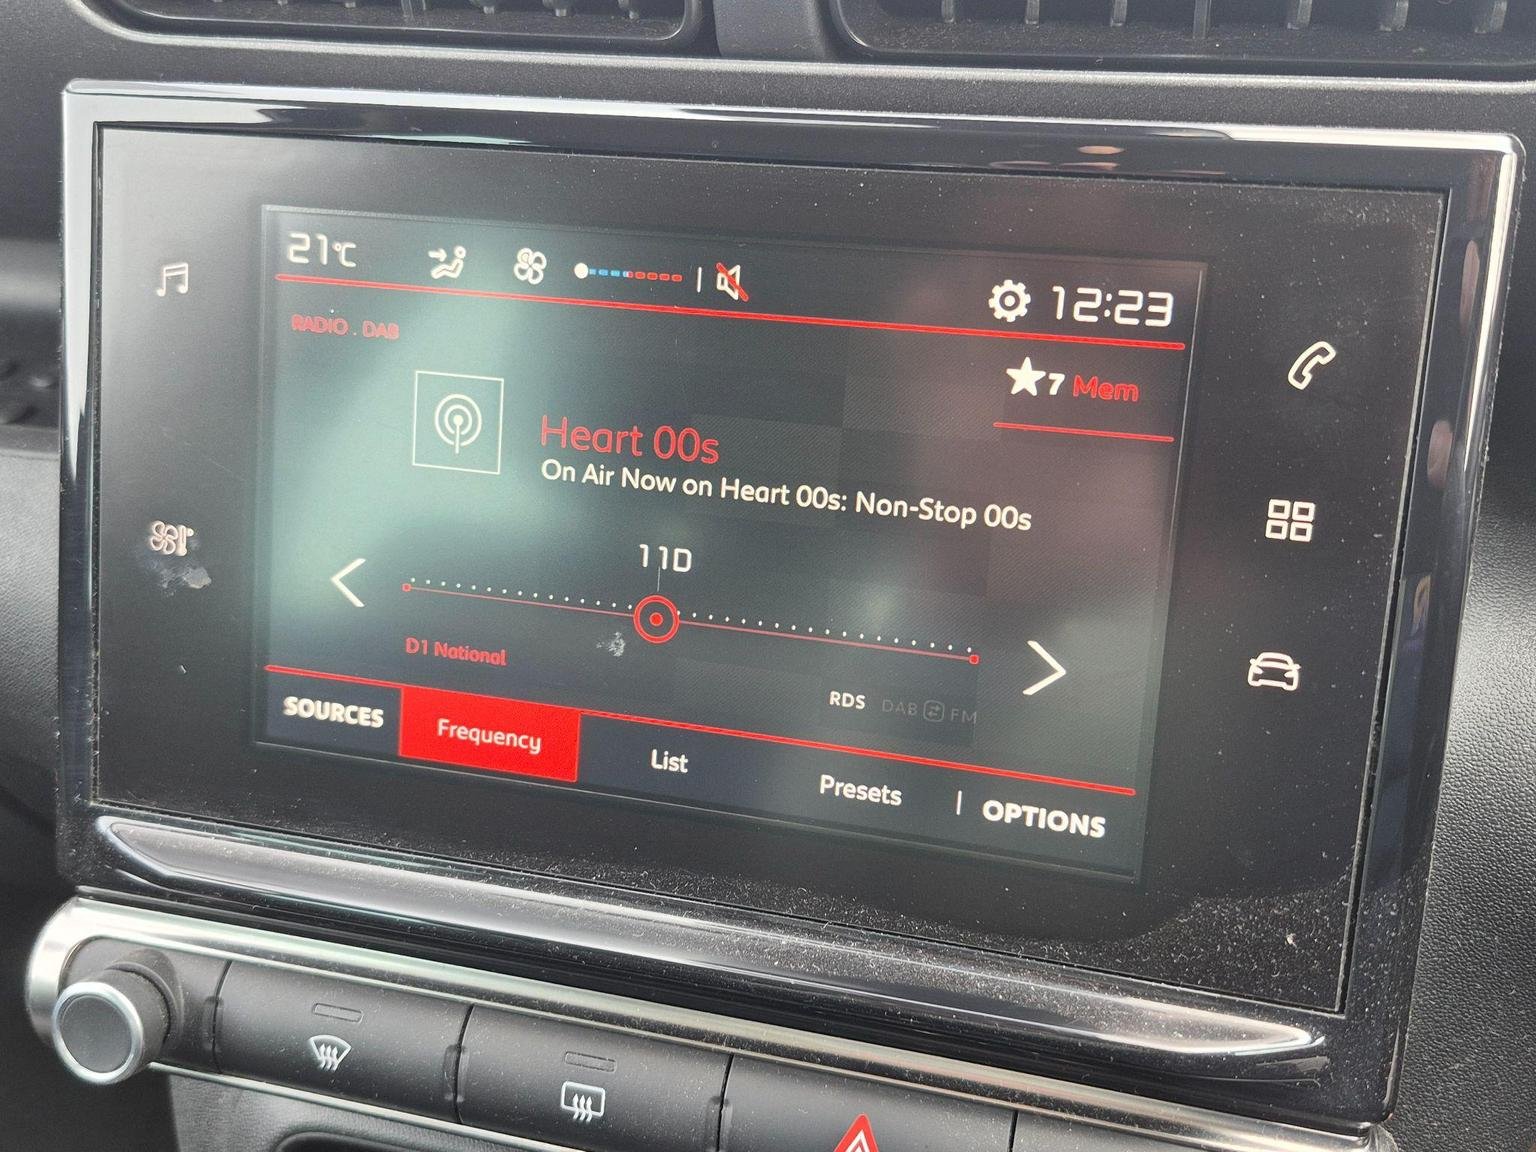 21°C
12:23
RADIO . DAB
7 Mem
Heart 00s
On Air Now on Heart 00s: Non-Stop 00s
11D
D1 National
RDS DAB FM
SOURCES Frequency List Presets OPTIONS